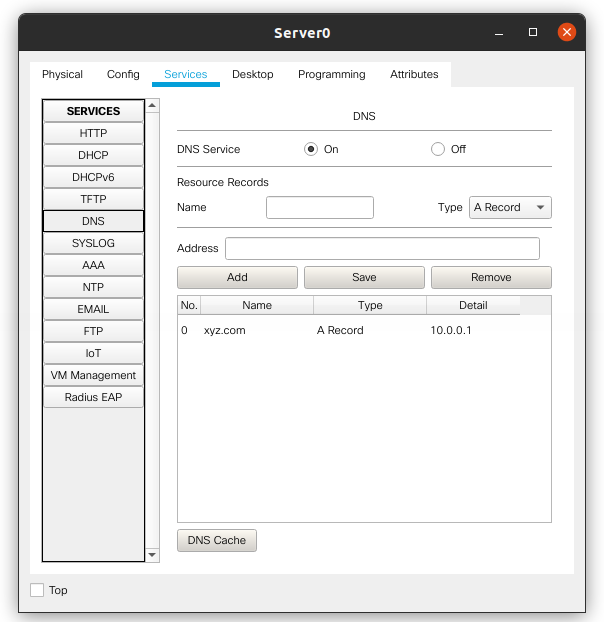 Server0
Physical Config Services Desktop Programming Attributes
SERVICES
HTTP
DHCP
DHCPv6
TFTP
DNS
SYSLOG
AAA
NTP
EMAIL
FTP
IoT
VM Management
Radius EAP
DNS
DNS Service On Off
Resource Records
Name Type A Record
Address
Add Save Remove
No. Name Type Detail
0 xyz.com A Record 10.0.0.1
DNS Cache
Top